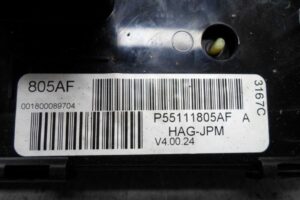 805AF
001800089704
P55111805AF A
HAG-JPM
V4.00.24
3167C